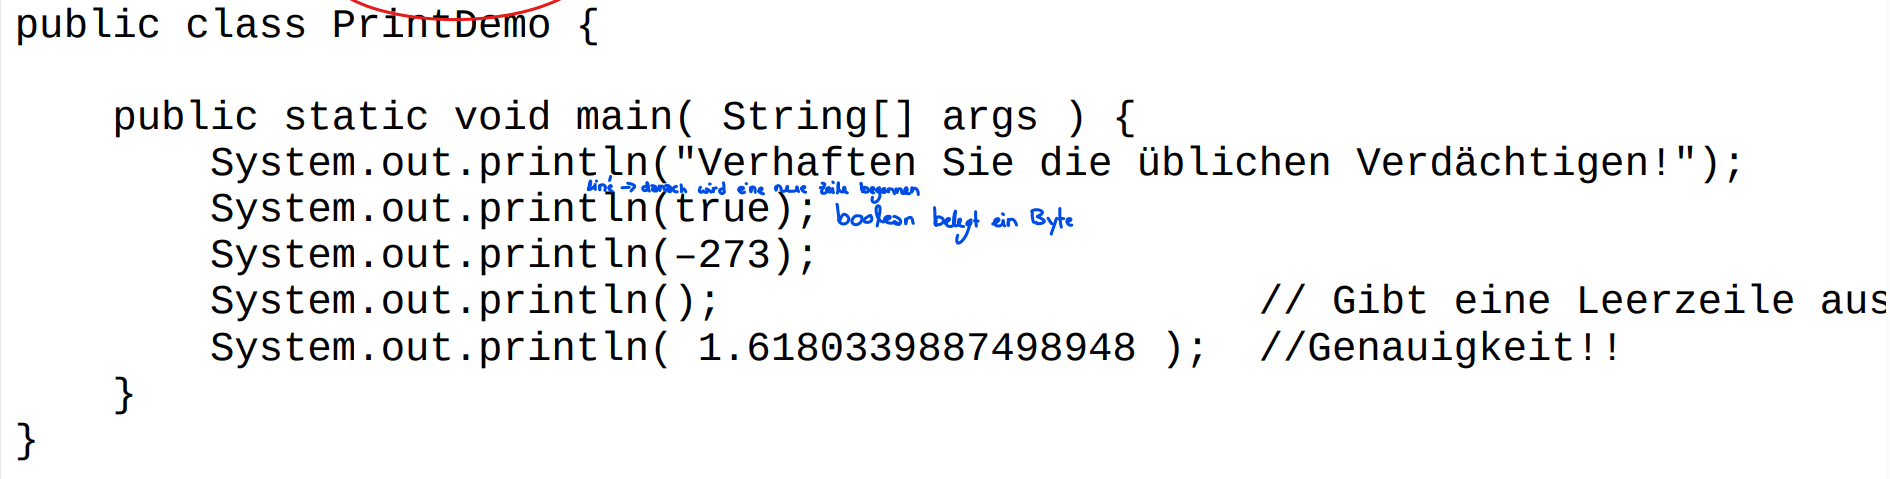 public class PrintDemo {
public static void main( String[] args ) {
System.out.println("Verhaften Sie die üblichen Verdächtigen!");
line → danach wird eine neue Zeile begonnen
System.out.println(true); boolean belegt ein Byte
System.out.println(–273);
System.out.println(); // Gibt eine Leerzeile aus
System.out.println( 1.6180339887498948 ); //Genauigkeit!!
}
}